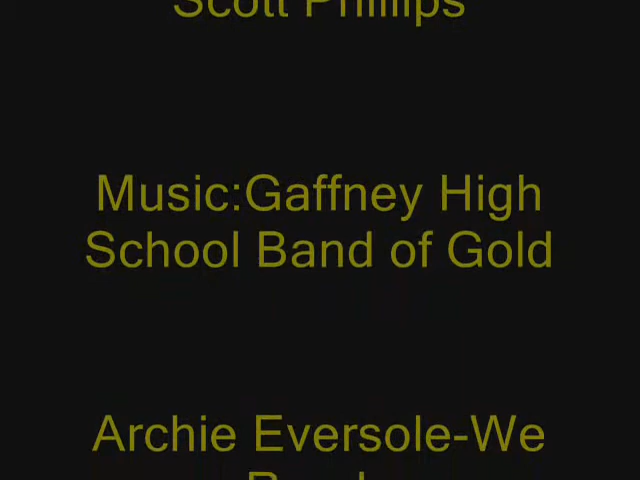 Scott Phillips
Music:Gaffney High
School Band of Gold
Archie Eversole-We